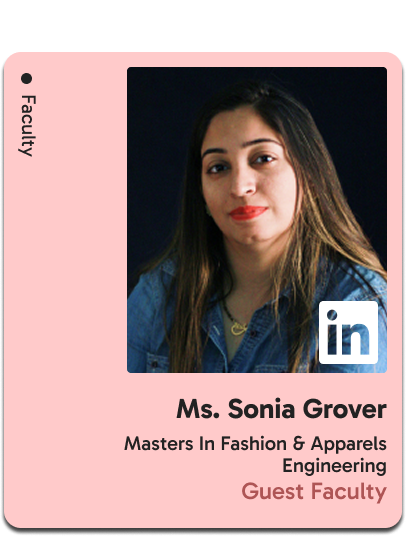 Faculty
in
Ms. Sonia Grover
Masters In Fashion & Apparels
Engineering
Guest Faculty